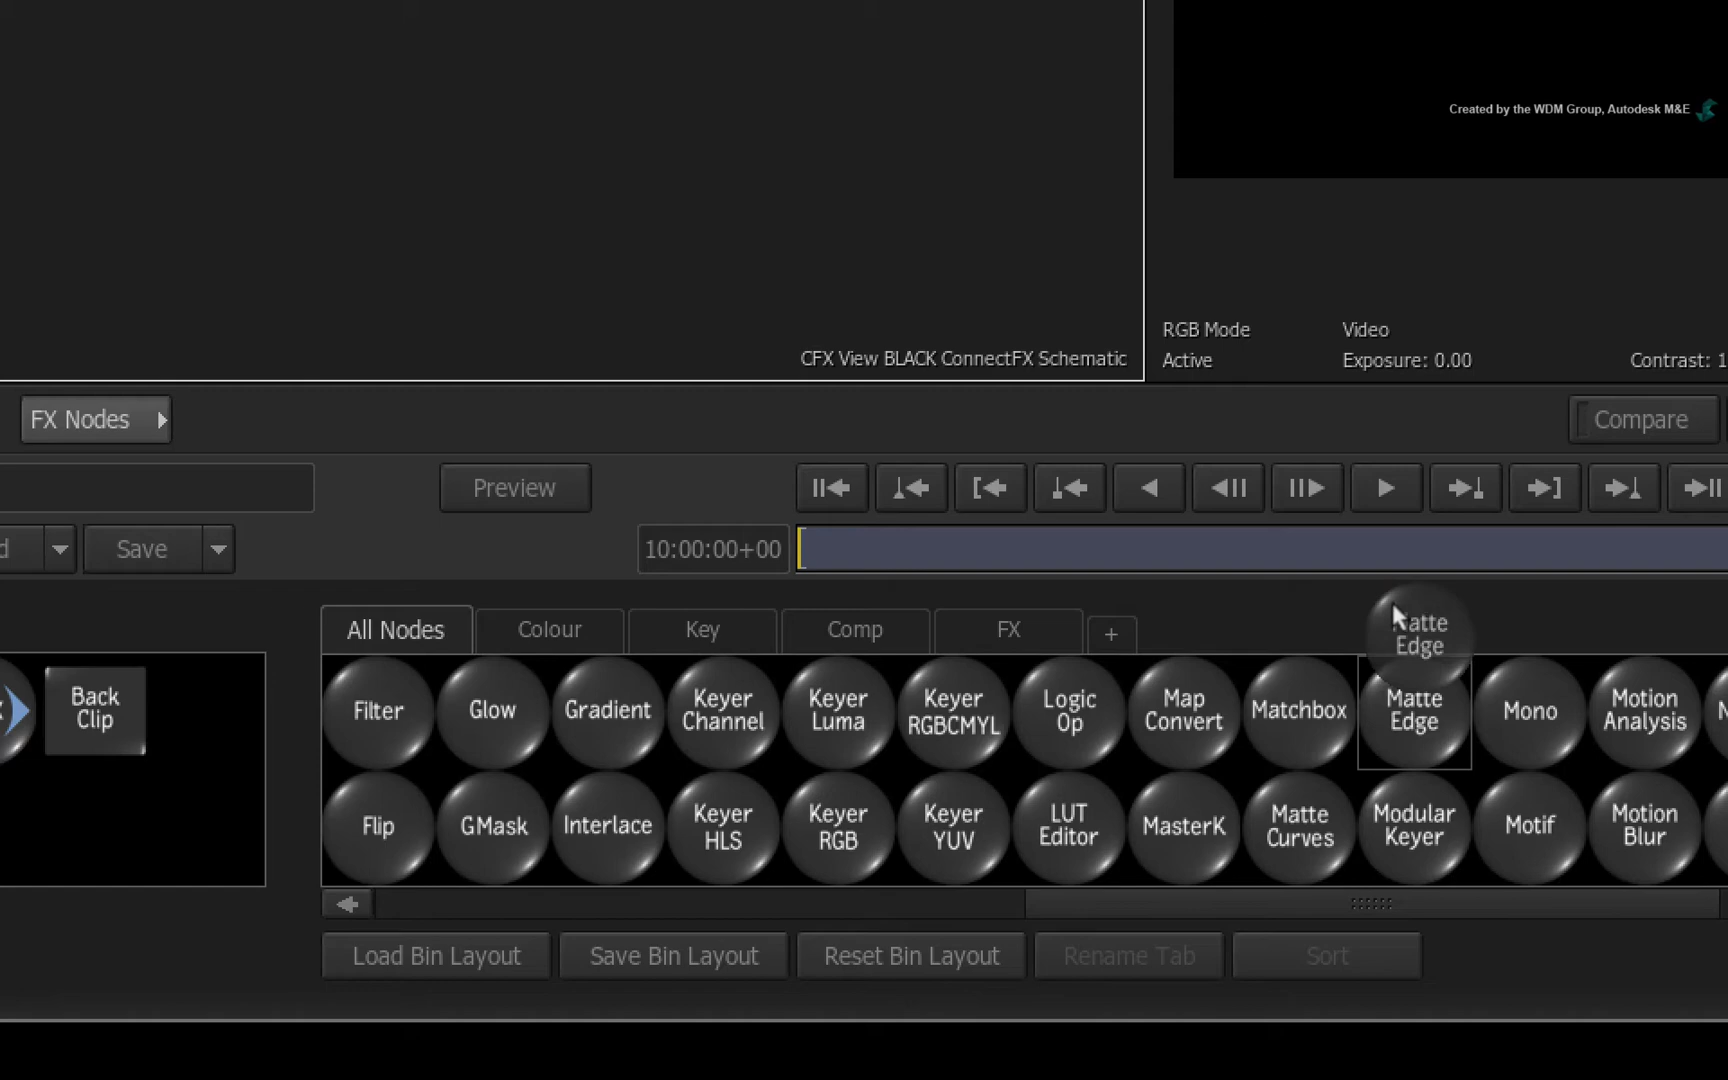 Created by the WDM Group, Autodesk M&E
RGB Mode
Video
CFX View BLACK ConnectFX Schematic
Active
Exposure: 0.00
Contrast: 1
FX Nodes
Compare
Preview
d
Save
10:00:00+00
All Nodes
Colour
Key
Comp
FX
+
Matte
Edge
Back
Clip
Filter
Glow
Gradient
Keyer
Channel
Keyer
Luma
Keyer
RGBCMYL
Logic
Op
Map
Convert
Matchbox
Matte
Edge
Mono
Motion
Analysis
Flip
GMask
Interlace
Keyer
HLS
Keyer
RGB
Keyer
YUV
LUT
Editor
MasterK
Matte
Curves
Modular
Keyer
Motif
Motion
Blur
Load Bin Layout
Save Bin Layout
Reset Bin Layout
Rename Tab
Sort